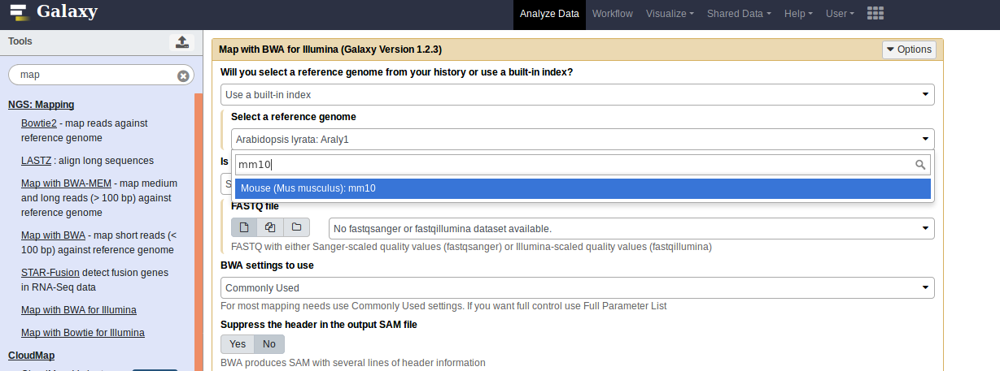 Galaxy
Analyze Data Workflow Visualize Shared Data Help User
Tools
map
NGS: Mapping
Bowtie2 - map reads against
reference genome
LASTZ : align long sequences
Map with BWA-MEM - map medium
and long reads (> 100 bp) against
reference genome
Map with BWA - map short reads (<
100 bp) against reference genome
STAR-Fusion detect fusion genes
in RNA-Seq data
Map with BWA for Illumina
Map with Bowtie for Illumina
CloudMap
Map with BWA for Illumina (Galaxy Version 1.2.3)
Options
Will you select a reference genome from your history or use a built-in index?
Use a built-in index
Select a reference genome
Arabidopsis lyrata: Araly1
Is
mm10
S
Mouse (Mus musculus): mm10
FASTQ file
No fastqsanger or fastqillumina dataset available.
FASTQ with either Sanger-scaled quality values (fastqsanger) or Illumina-scaled quality values (fastqillumina)
BWA settings to use
Commonly Used
For most mapping needs use Commonly Used settings. If you want full control use Full Parameter List
Suppress the header in the output SAM file
Yes No
BWA produces SAM with several lines of header information